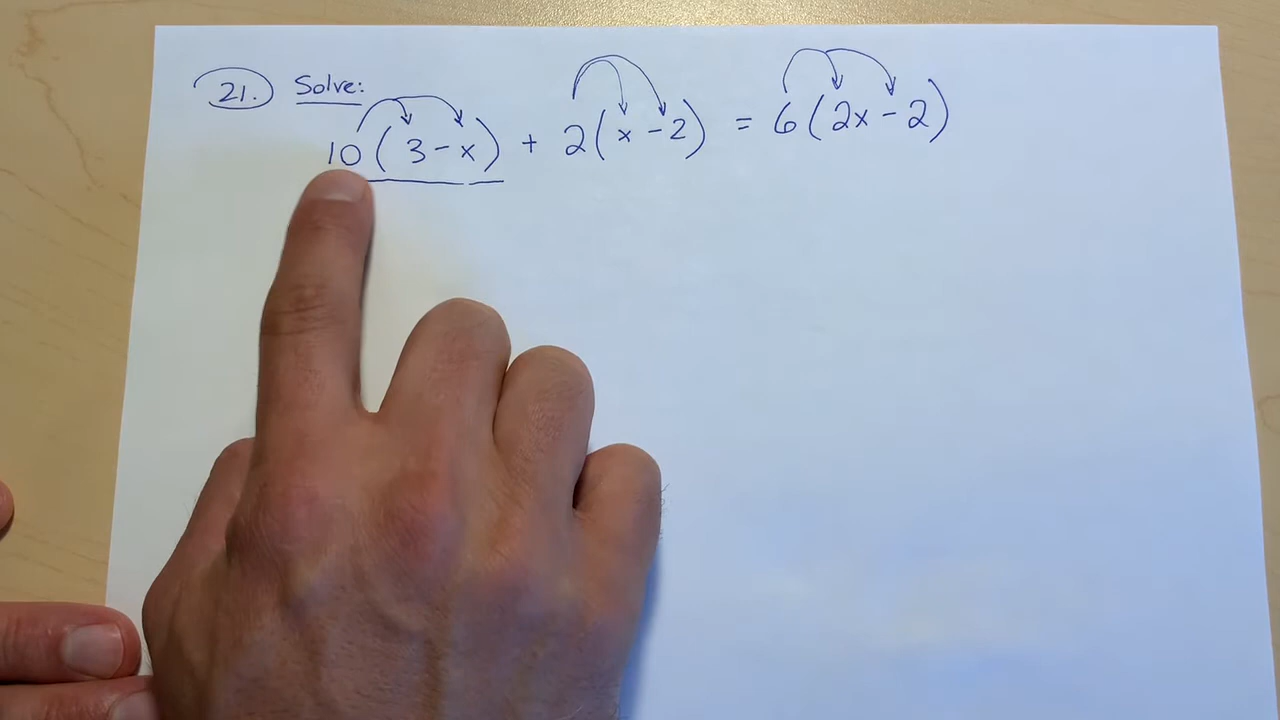 21. Solve:
10(3-x) + 2(x-2) = 6(2x-2)